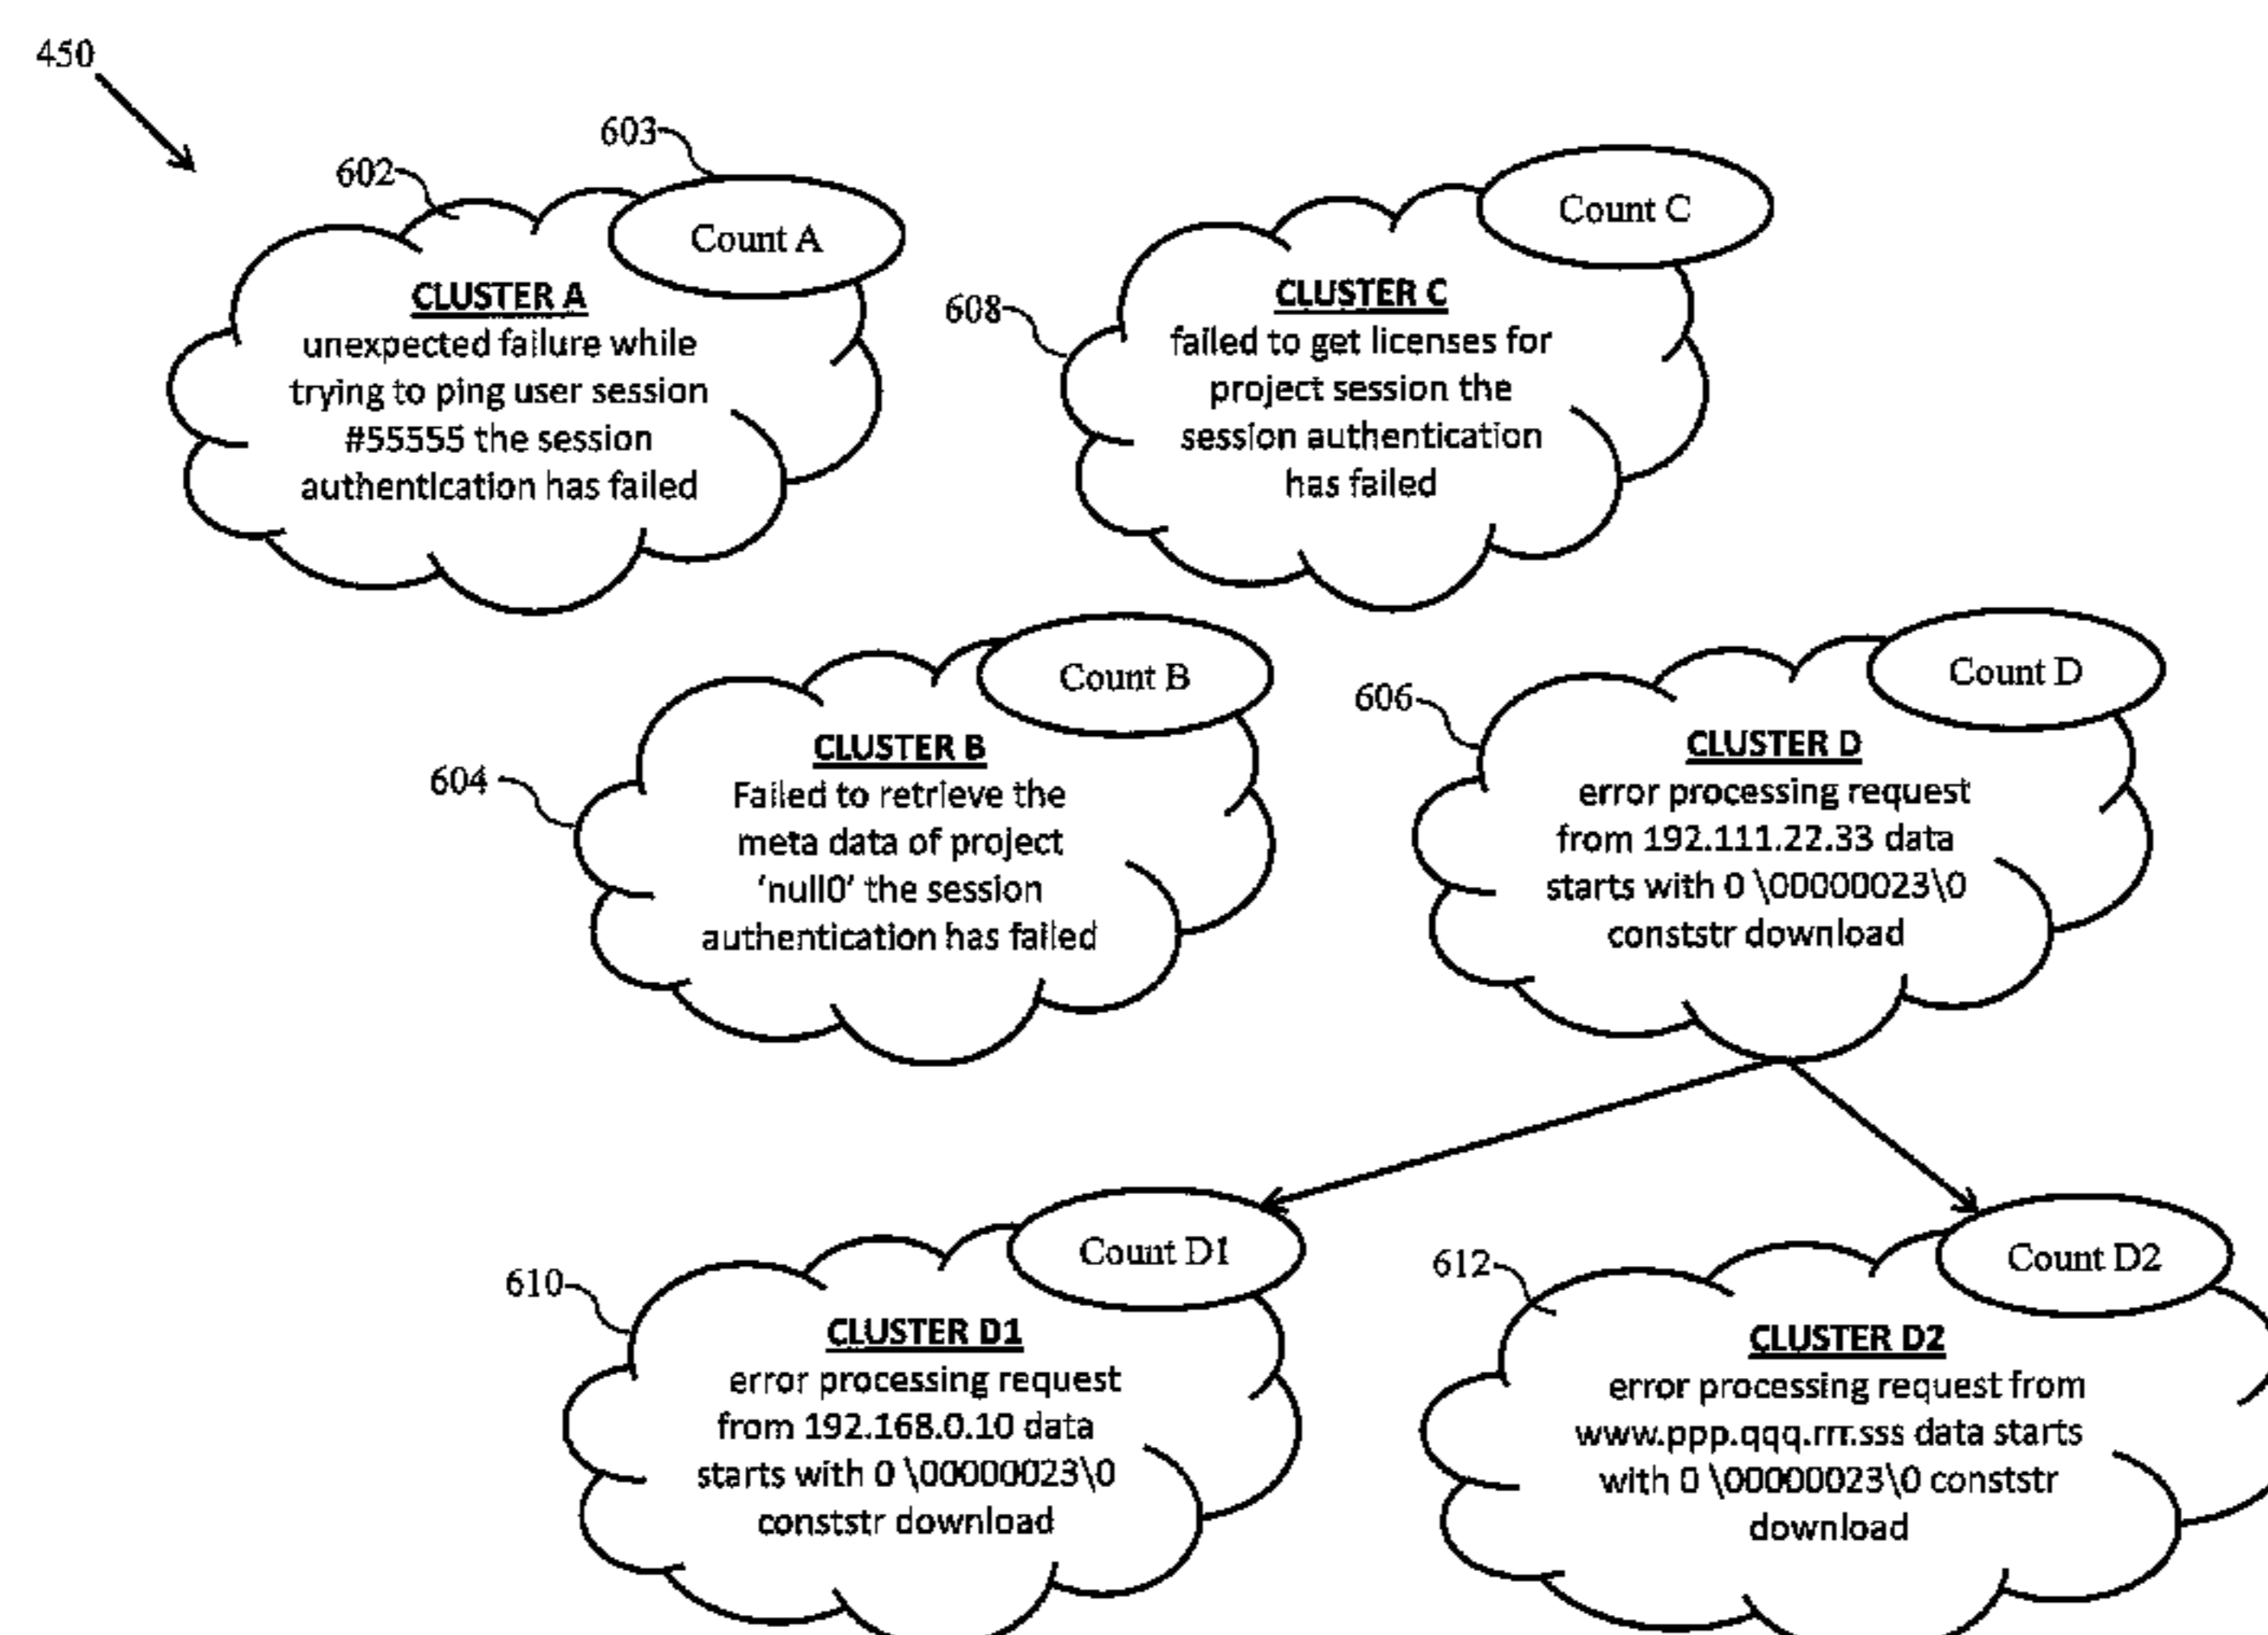 450
603
602
Count A
CLUSTER A
unexpected failure while
trying to ping user session
#55555 the session
authentication has failed
Count C
608
CLUSTER C
failed to get licenses for
project session the
session authentication
has failed
Count B
604
CLUSTER B
Failed to retrieve the
meta data of project
‘null0’ the session
authentication has failed
Count D
606
CLUSTER D
error processing request
from 192.111.22.33 data
starts with 0 \00000023\0
conststr download
Count D1
610
CLUSTER D1
error processing request
from 192.168.0.10 data
starts with 0 \00000023\0
conststr download
Count D2
612
CLUSTER D2
error processing request from
www.ppp.qqq.rrr.sss data starts
with 0 \00000023\0 conststr
download